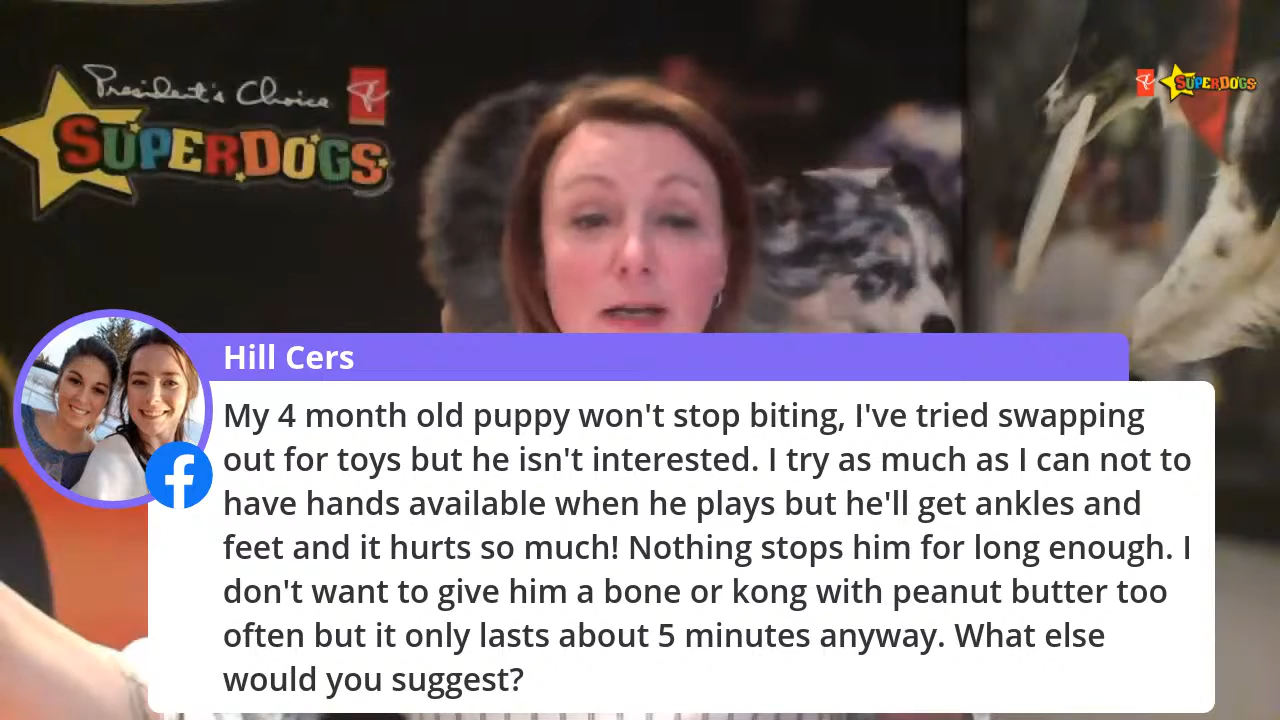 President's Choice
SUPERDOGS
SUPERDOGS
Hill Cers
My 4 month old puppy won't stop biting, I've tried swapping
out for toys but he isn't interested. I try as much as I can not to
have hands available when he plays but he'll get ankles and
feet and it hurts so much! Nothing stops him for long enough. I
don't want to give him a bone or kong with peanut butter too
often but it only lasts about 5 minutes anyway. What else
would you suggest?